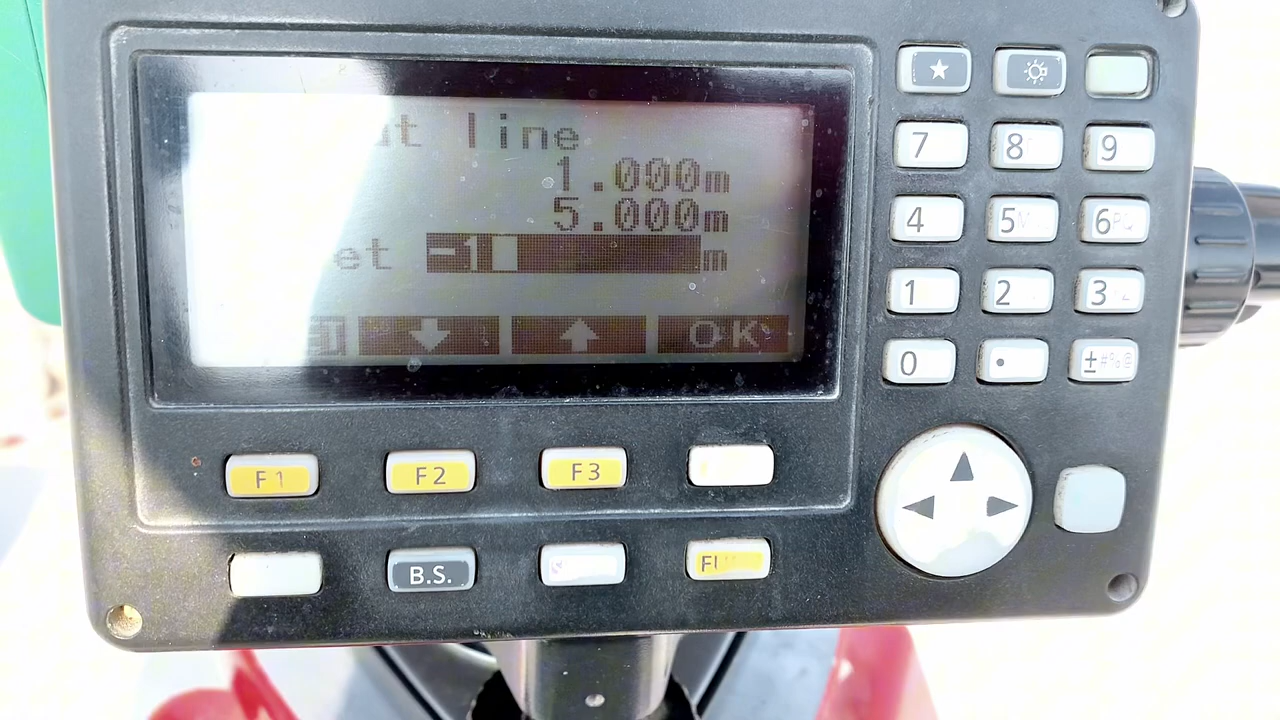 ut line
1.000m
5.000m
et -1 m
OK
7 8 9
4 5 6
1 2 3
0 . ±#%@
F1 F2 F3
B.S.